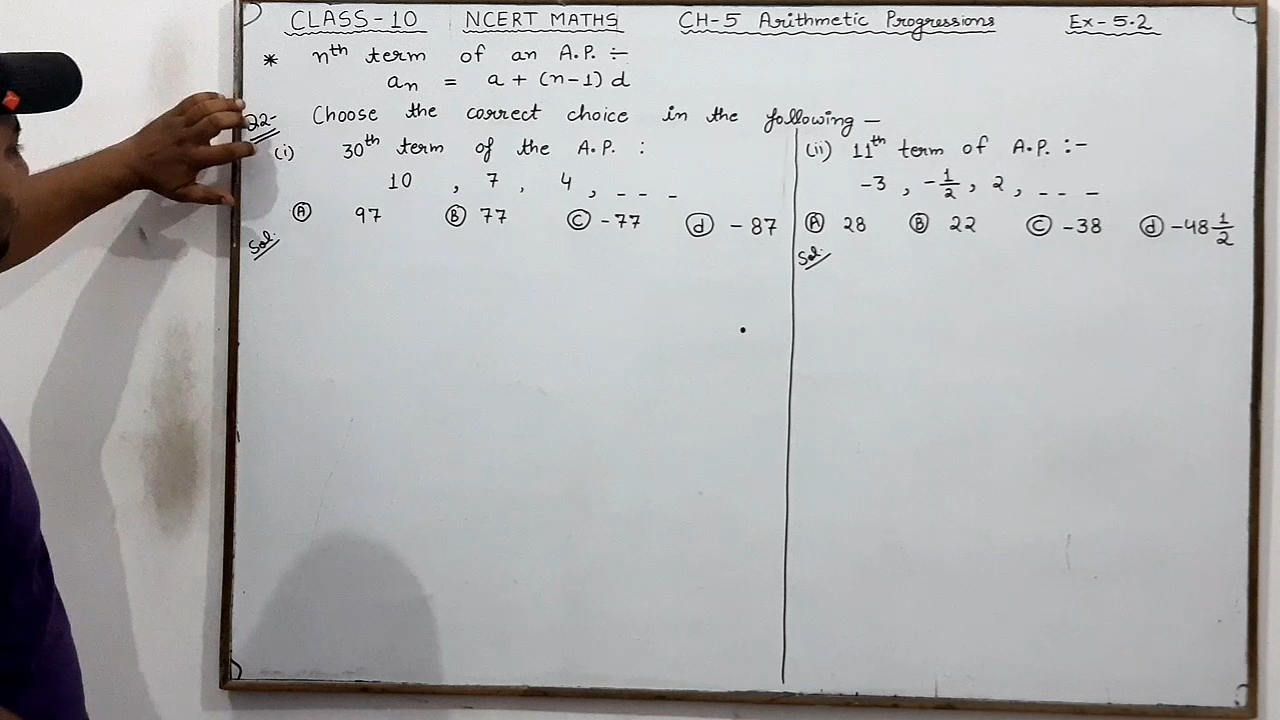 CLASS-10 NCERT MATHS CH-5 Arithmetic Progressions Ex-5.2
* nth term of an A.P. ÷
an = a + (n-1) d
Q2- Choose the correct choice in the following —
(i) 30th term of the A.P. :
10 , 7 , 4 , - - -
Ⓐ 97 Ⓑ 77 Ⓒ -77 ⓓ -87
Sol:
(ii) 11th term of A.P. :-
-3 , -1/2 , 2 , - - -
Ⓐ 28 Ⓑ 22 Ⓒ -38 ⓓ -48 1/2
Sol: